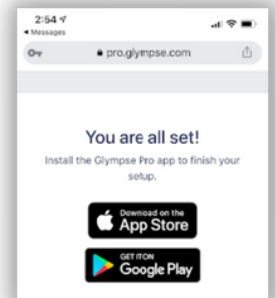 2:54
Messages
pro.glympse.com
You are all set!
Install the Glympse Pro app to finish your
setup.
Download on the
App Store
GET IT ON
Google Play